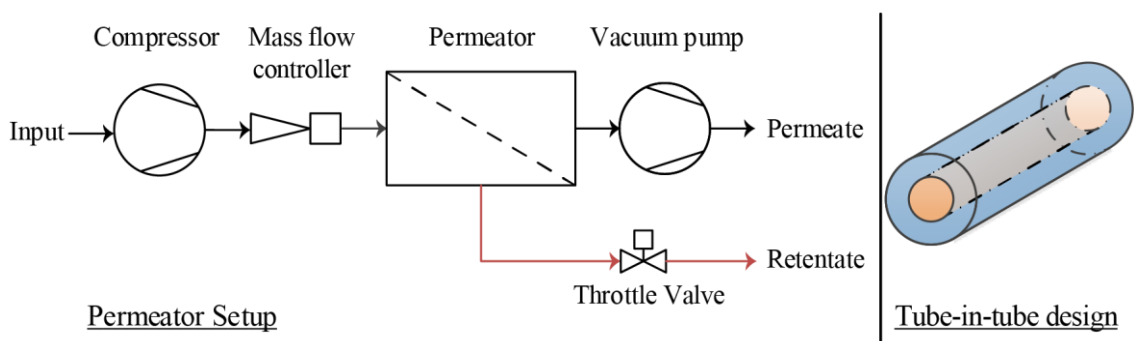 Compressor
Mass flow
controller
Permeator
Vacuum pump
Input
Permeate
Retentate
Throttle Valve
Permeator Setup
Tube-in-tube design